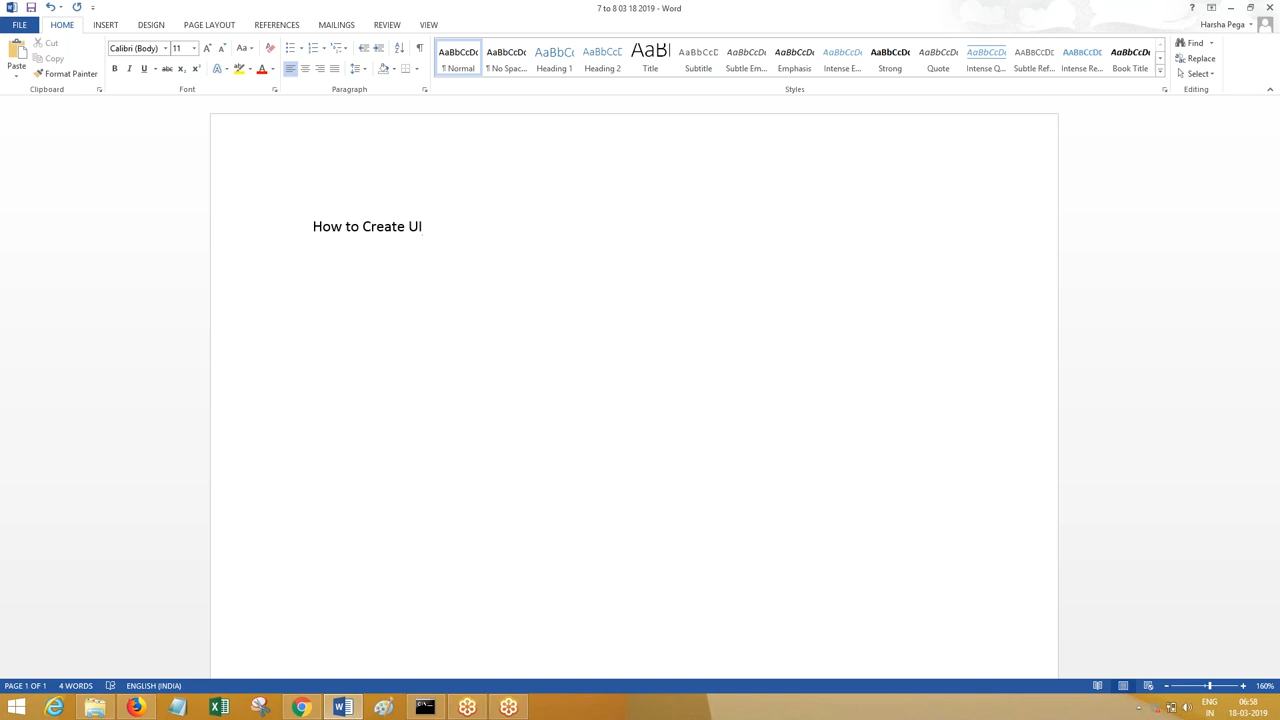 7 to 8 03 18 2019 - Word
FILE HOME INSERT DESIGN PAGE LAYOUT REFERENCES MAILINGS REVIEW VIEW Harsha Pega
Paste Cut Copy Format Painter
Calibri (Body) 11
AaBbCcDc AaBbCcDc AaBbCc AaBbCcC AaBl AaBbCcD AaBbCcDc AaBbCcDc AaBbCcDc AaBbCcDc AaBbCcDc AaBbCcDc AaBbCcDc AaBbCcDc AaBbCcDc
¶ Normal ¶ No Spac... Heading 1 Heading 2 Title Subtitle Subtle Em... Emphasis Intense E... Strong Quote Intense Q... Subtle Ref... Intense Re... Book Title
Find Replace Select
Clipboard Font Paragraph Styles Editing
How to Create UI
PAGE 1 OF 1 4 WORDS ENGLISH (INDIA) 160%
ENG
IN
06:58
18-03-2019